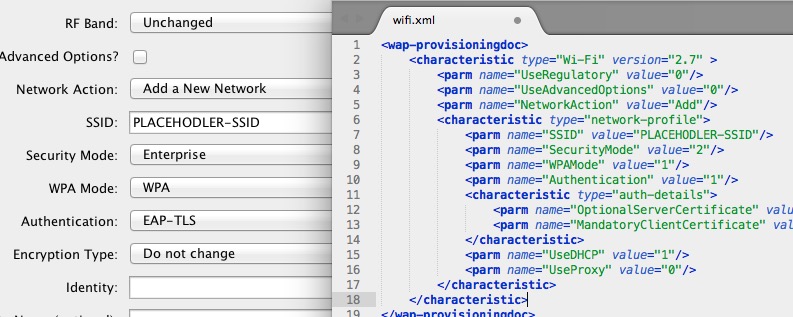 RF Band: Unchanged
Advanced Options?
Network Action: Add a New Network
SSID: PLACEHODLER-SSID
Security Mode: Enterprise
WPA Mode: WPA
Authentication: EAP-TLS
Encryption Type: Do not change
Identity:
wifi.xml
1 <wap-provisioningdoc>
2 <characteristic type="Wi-Fi" version="2.7" >
3 <parm name="UseRegulatory" value="0"/>
4 <parm name="UseAdvancedOptions" value="0"/>
5 <parm name="NetworkAction" value="Add"/>
6 <characteristic type="network-profile">
7 <parm name="SSID" value="PLACEHODLER-SSID"/>
8 <parm name="SecurityMode" value="2"/>
9 <parm name="WPAMode" value="1"/>
10 <parm name="Authentication" value="1"/>
11 <characteristic type="auth-details">
12 <parm name="OptionalServerCertificate" valu
13 <parm name="MandatoryClientCertificate" valu
14 </characteristic>
15 <parm name="UseDHCP" value="1"/>
16 <parm name="UseProxy" value="0"/>
17 </characteristic>
18 </characteristic>
19 </wap-provisioningdoc>